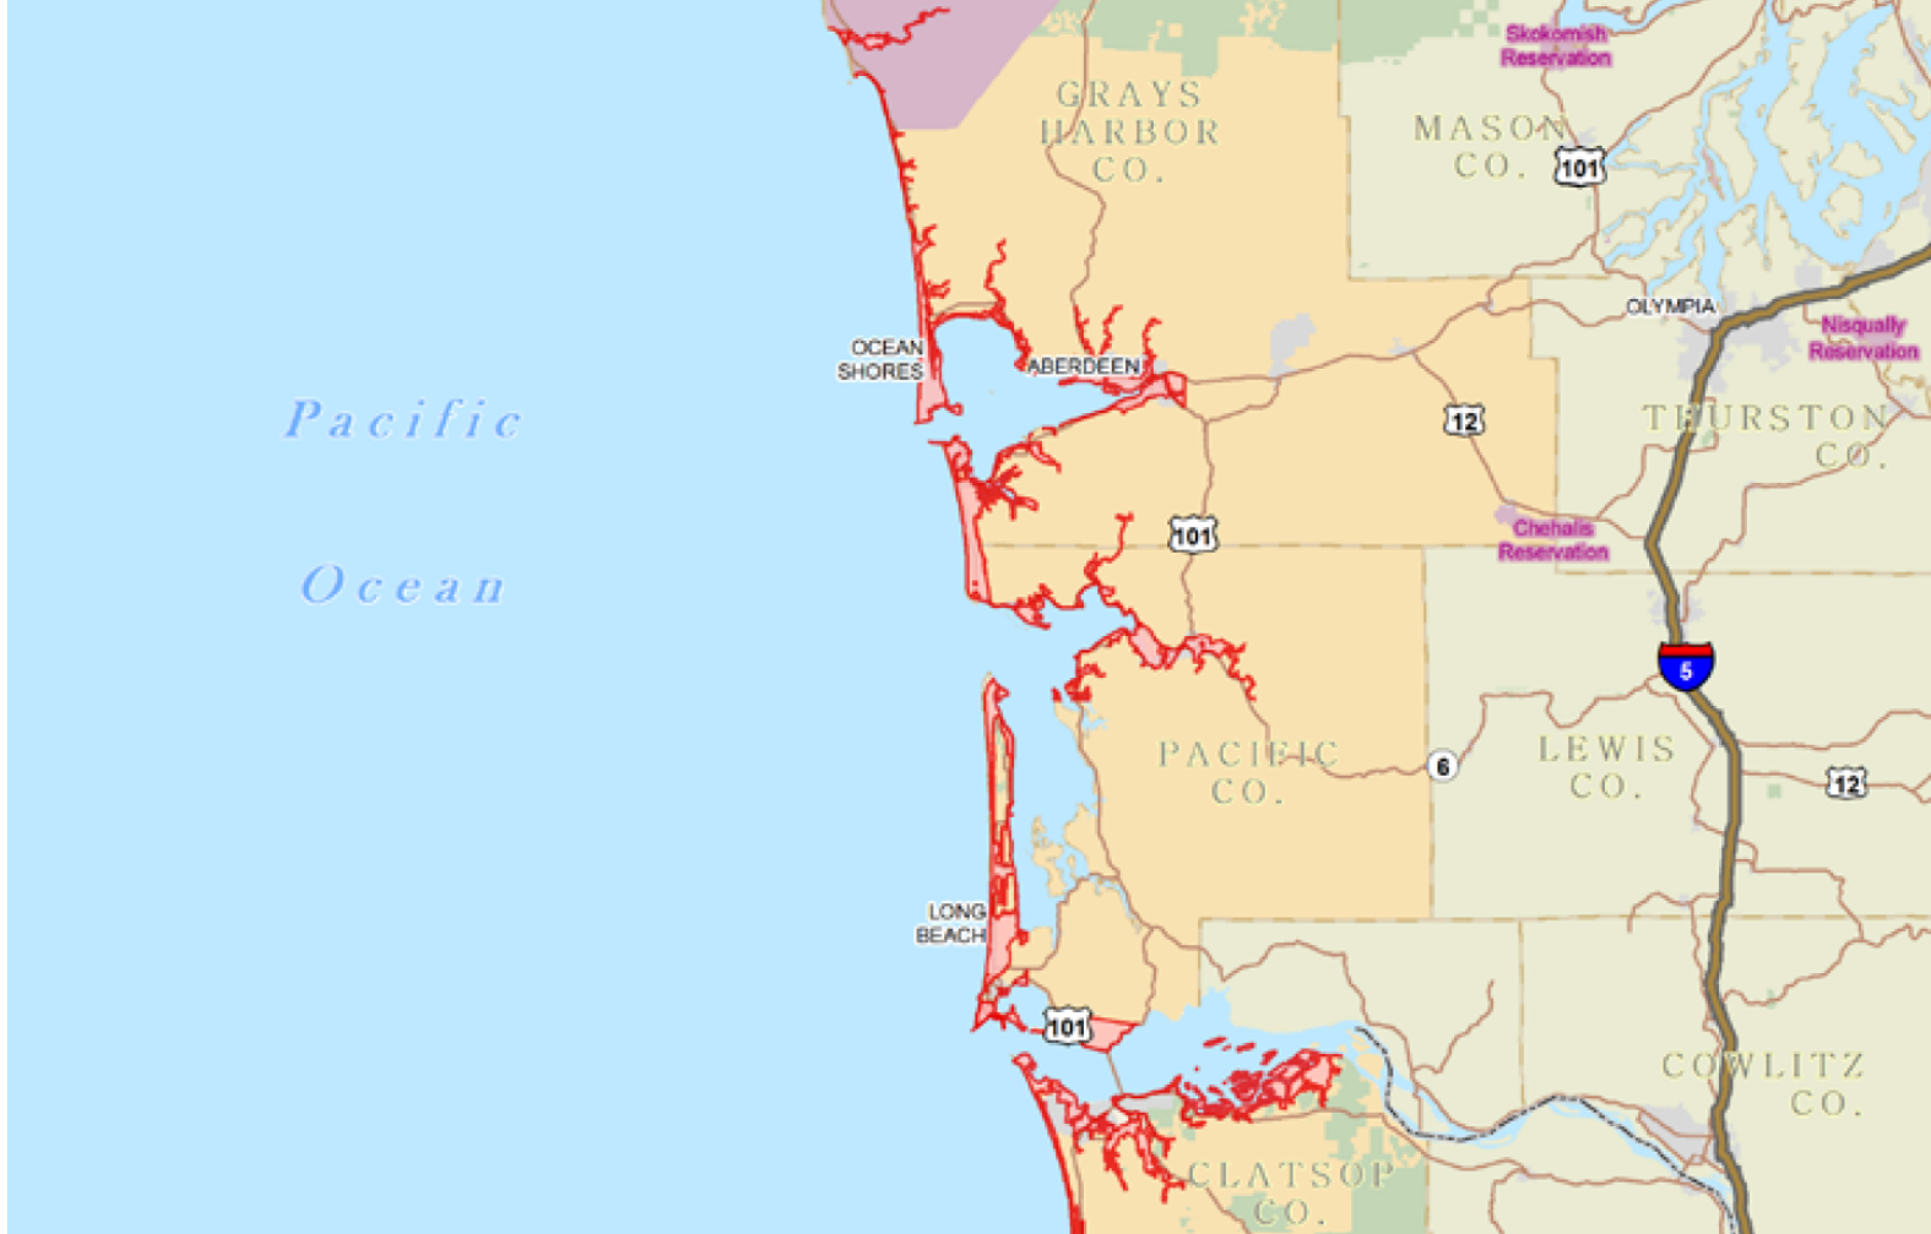 Skokomish
Reservation
GRAYS
HARBOR
CO.
MASON
CO.
101
OLYMPIA
Nisqually
Reservation
OCEAN
SHORES
ABERDEEN
12
THURSTON
CO.
Pacific
Ocean
101
Chehalis
Reservation
5
PACIFIC
CO.
6
LEWIS
CO.
12
LONG
BEACH
101
COWLITZ
CO.
CLATSOP
CO.